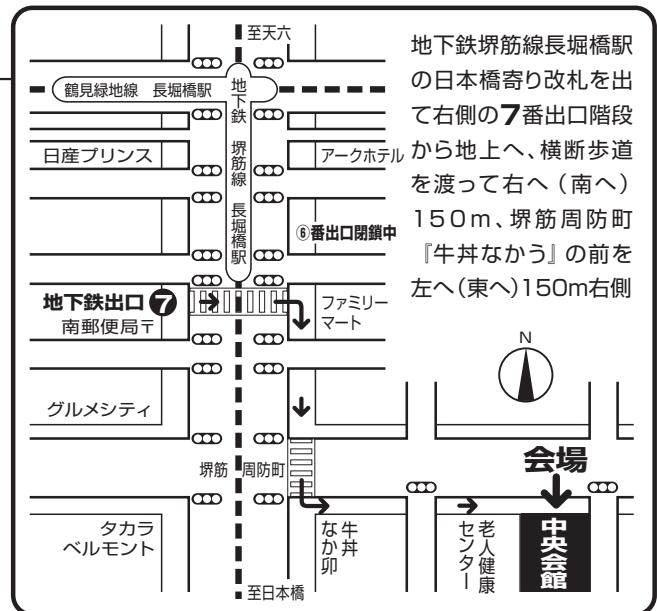 至天六
鶴見緑地線 長堀橋駅
地下鉄 堺筋線 長堀橋駅
日産プリンス
アークホテル
⑥番出口閉鎖中
地下鉄出口❼
南郵便局〒
ファミリー
マート
グルメシティ
堺筋
周防町
タカラ
ベルモント
牛丼
なか卯
老人健康
センター
会場
中央会館
至日本橋
N
地下鉄堺筋線長堀橋駅
の日本橋寄り改札を出
て右側の7番出口階段
から地上へ、横断歩道
を渡って右へ（南へ）
150m、堺筋周防町
『牛丼なかう』の前を
左へ(東へ)150m右側